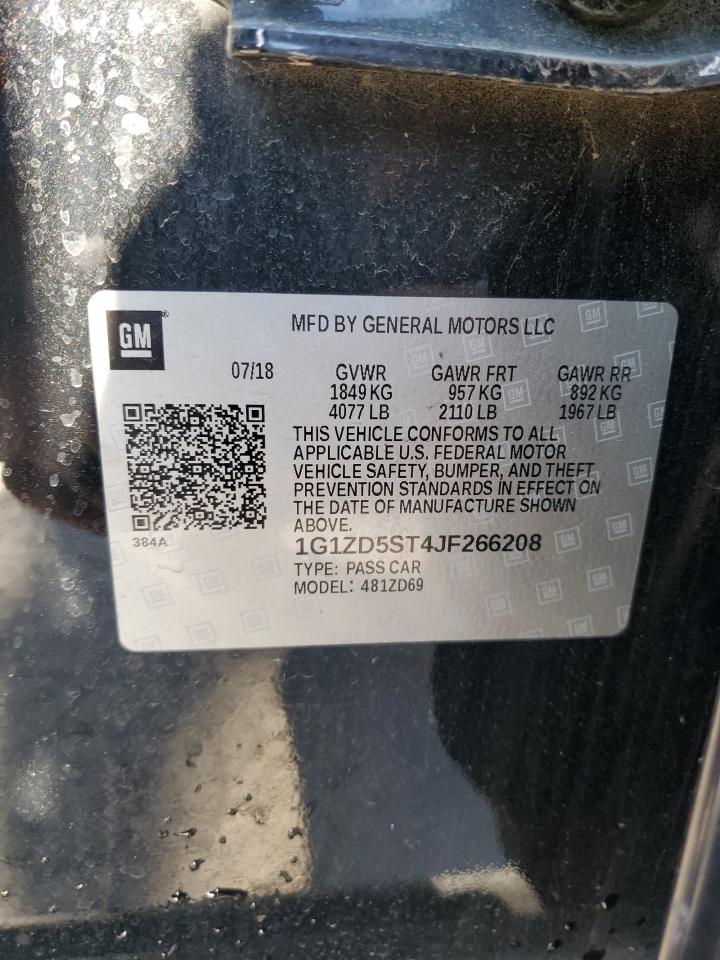 GM
MFD BY GENERAL MOTORS LLC
07/18 GVWR GAWR FRT GAWR RR
1849 KG 957 KG 892 KG
4077 LB 2110 LB 1967 LB
THIS VEHICLE CONFORMS TO ALL
APPLICABLE U.S. FEDERAL MOTOR
VEHICLE SAFETY, BUMPER, AND THEFT
PREVENTION STANDARDS IN EFFECT ON
THE DATE OF MANUFACTURE SHOWN
ABOVE.
384A
1G1ZD5ST4JF266208
TYPE: PASS CAR
MODEL: 481ZD69